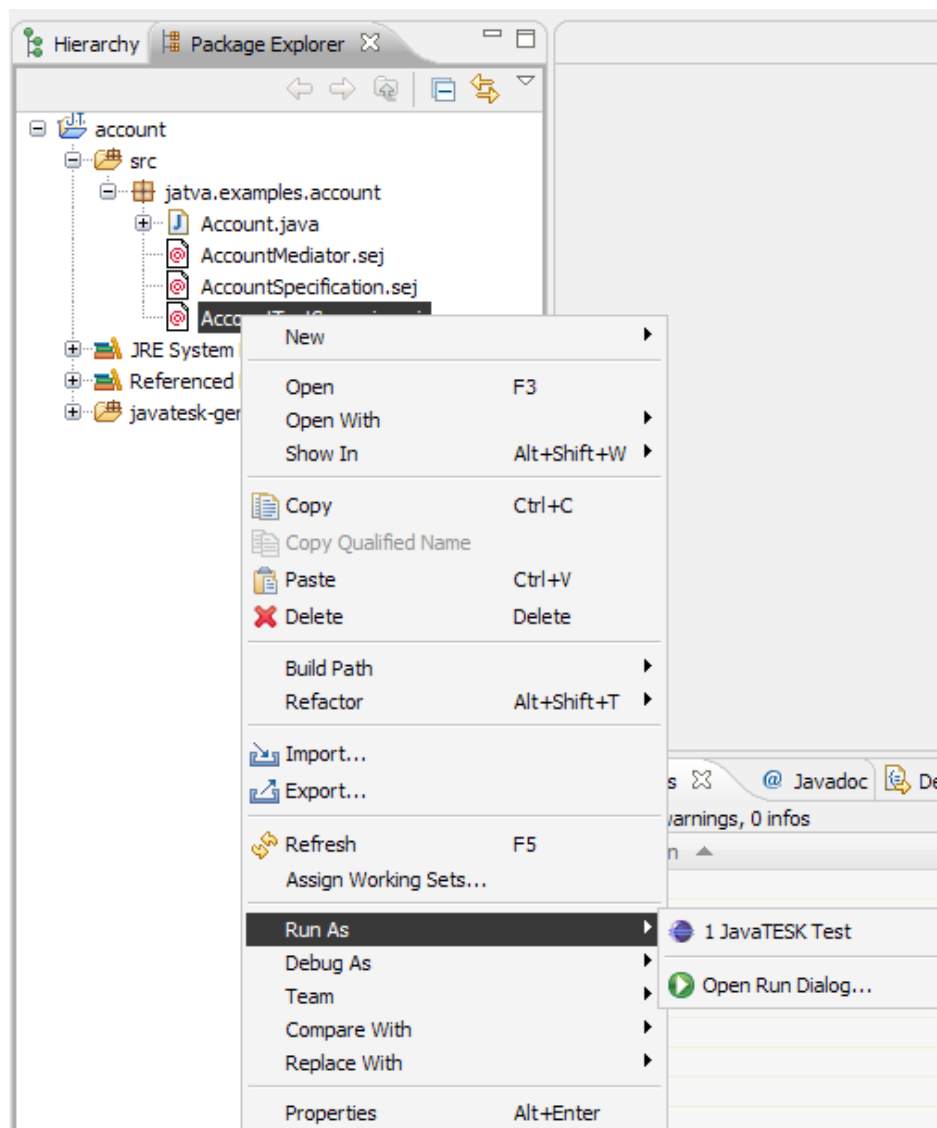 Hierarchy Package Explorer
account
src
jatva.examples.account
Account.java
AccountMediator.sej
AccountSpecification.sej
JRE System
Referenced
New
Open F3
Open With
Show In Alt+Shift+W
Copy Ctrl+C
Copy Qualified Name
Paste Ctrl+V
Delete Delete
Build Path
Refactor Alt+Shift+T
Import...
Export...
Refresh F5
Assign Working Sets...
Run As
1 JavaTESK Test
Debug As
Team
Open Run Dialog...
Compare With
Replace With
Properties Alt+Enter
@ Javadoc
warnings, 0 infos